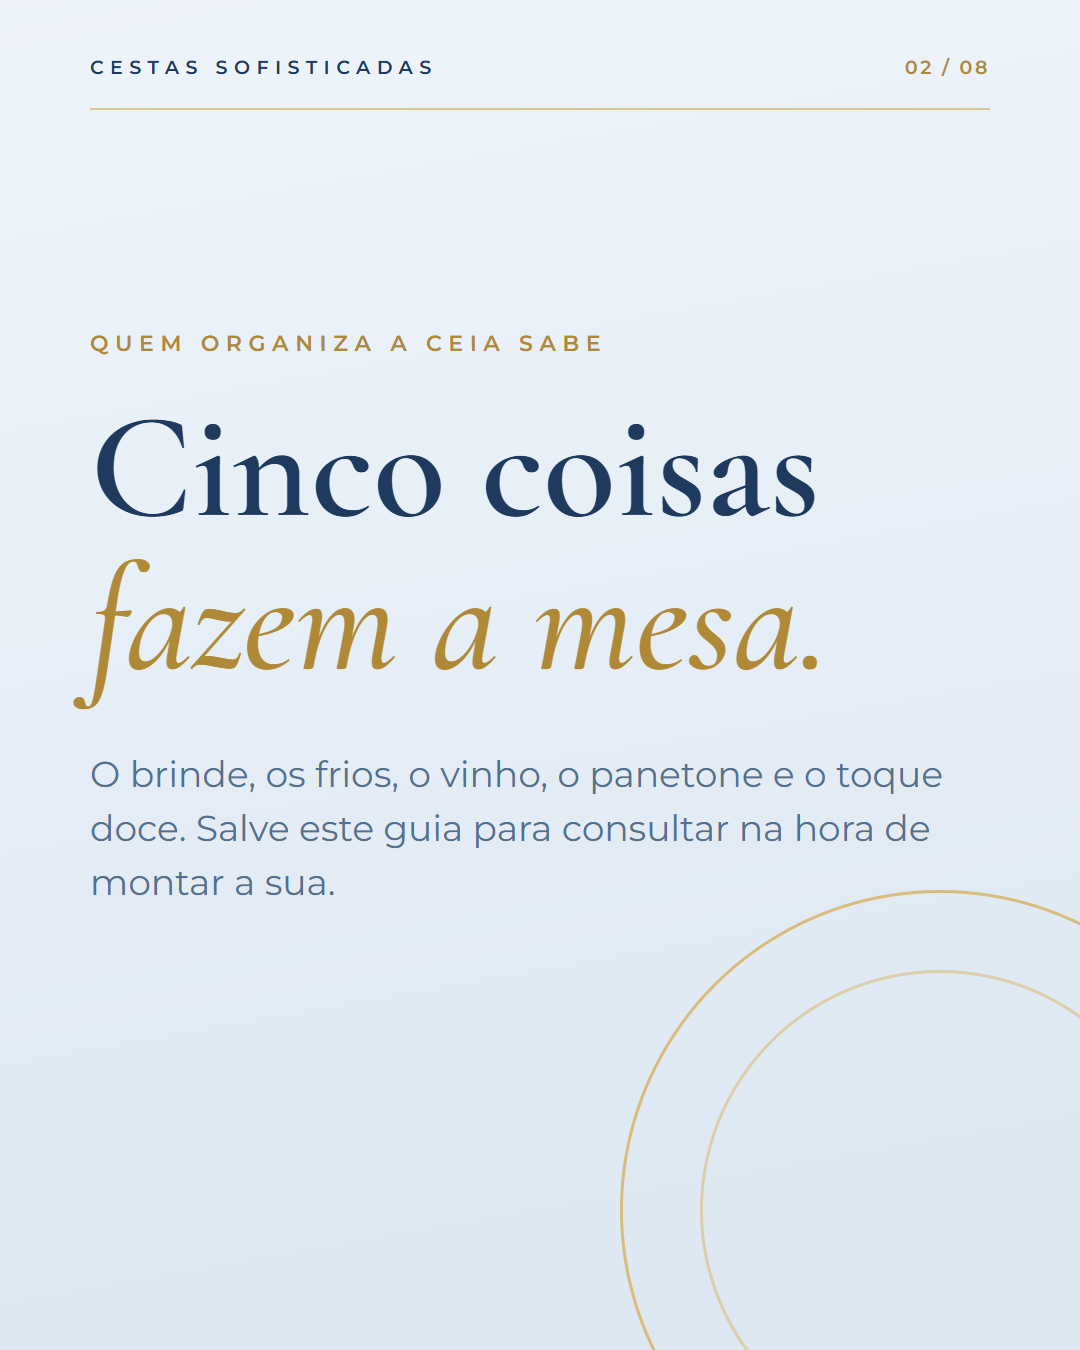 CESTAS SOFISTICADAS
02 / 08
QUEM ORGANIZA A CEIA SABE
Cinco coisas
fazem a mesa.
O brinde, os frios, o vinho, o panetone e o toque
doce. Salve este guia para consultar na hora de
montar a sua.